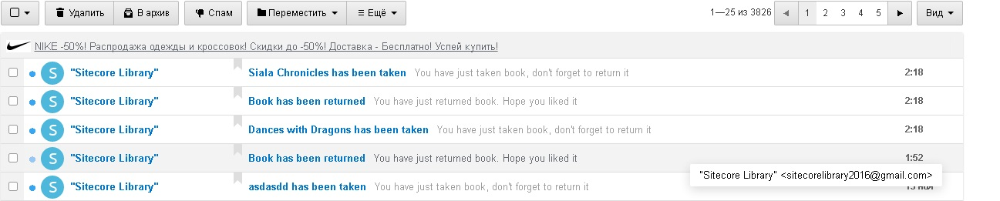 Удалить В архив Спам Переместить Ещё 1—25 из 3826 1 2 3 4 5 Вид
NIKE -50%! Распродажа одежды и кроссовок! Скидки до -50%! Доставка - Бесплатно! Успей купить!
S "Sitecore Library" Siala Chronicles has been taken You have just taken book, don't forget to return it 2:18
S "Sitecore Library" Book has been returned You have just returned book. Hope you liked it 2:18
S "Sitecore Library" Dances with Dragons has been taken You have just taken book, don't forget to return it 2:18
S "Sitecore Library" Book has been returned You have just returned book. Hope you liked it 1:52
"Sitecore Library" <sitecorelibrary2016@gmail.com>
S "Sitecore Library" asdasdd has been taken You have just taken book, don't forget to return it